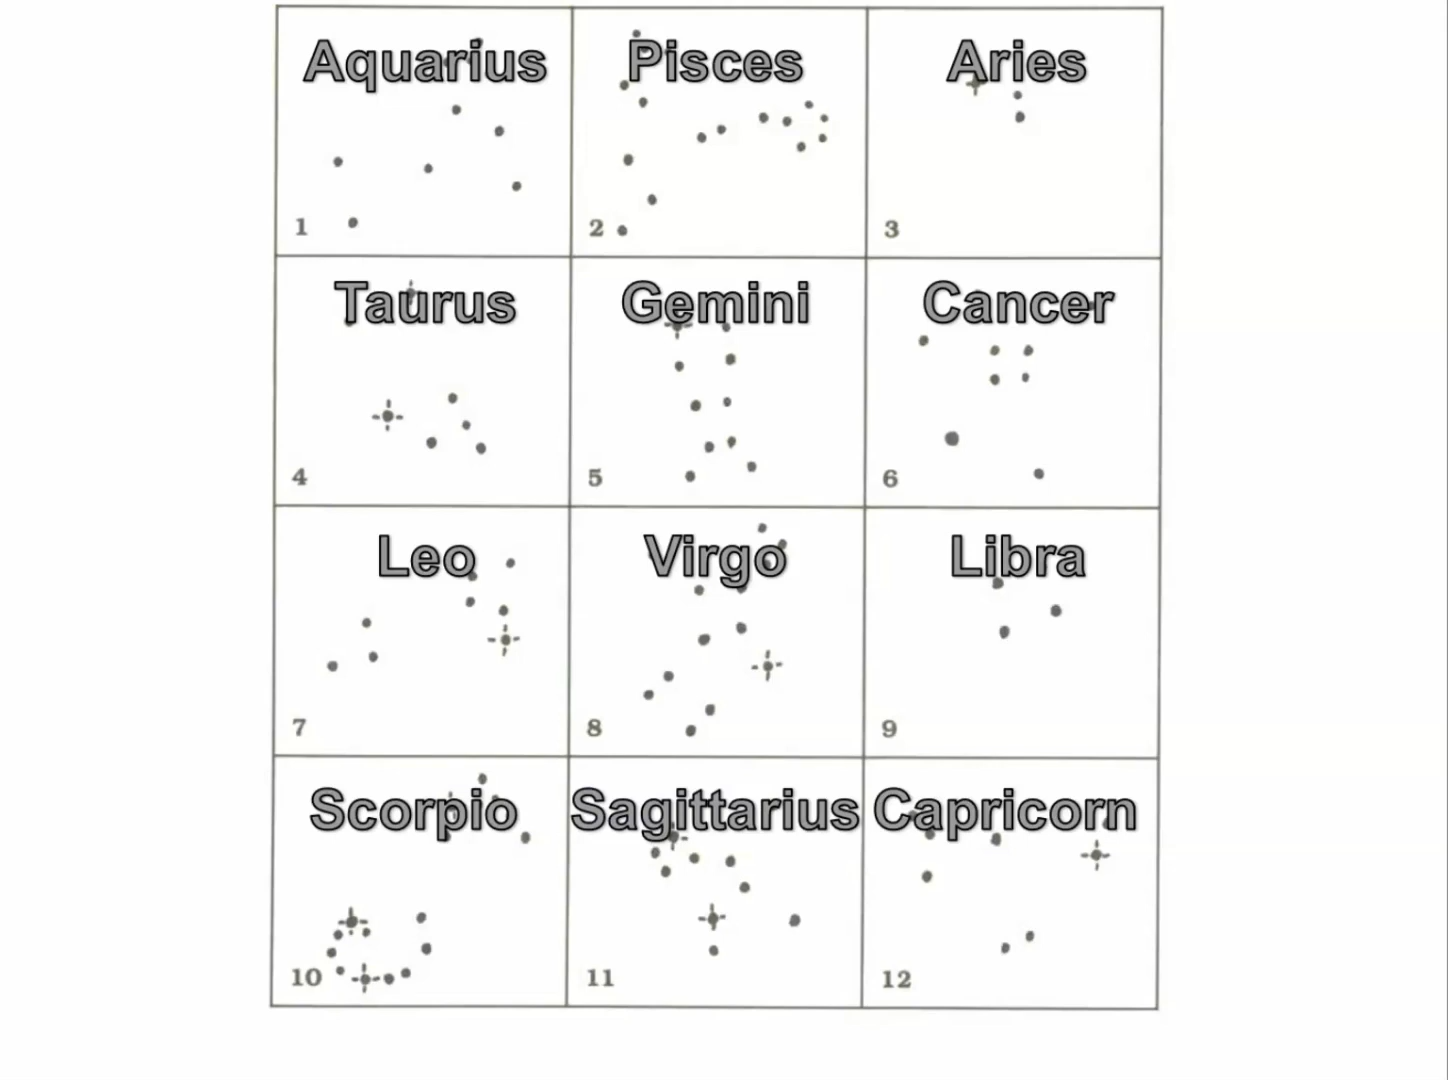 Aquarius
1
Pisces
2
Aries
3
Taurus
4
Gemini
5
Cancer
6
Leo
7
Virgo
8
Libra
9
Scorpio
10
Sagittarius
11
Capricorn
12